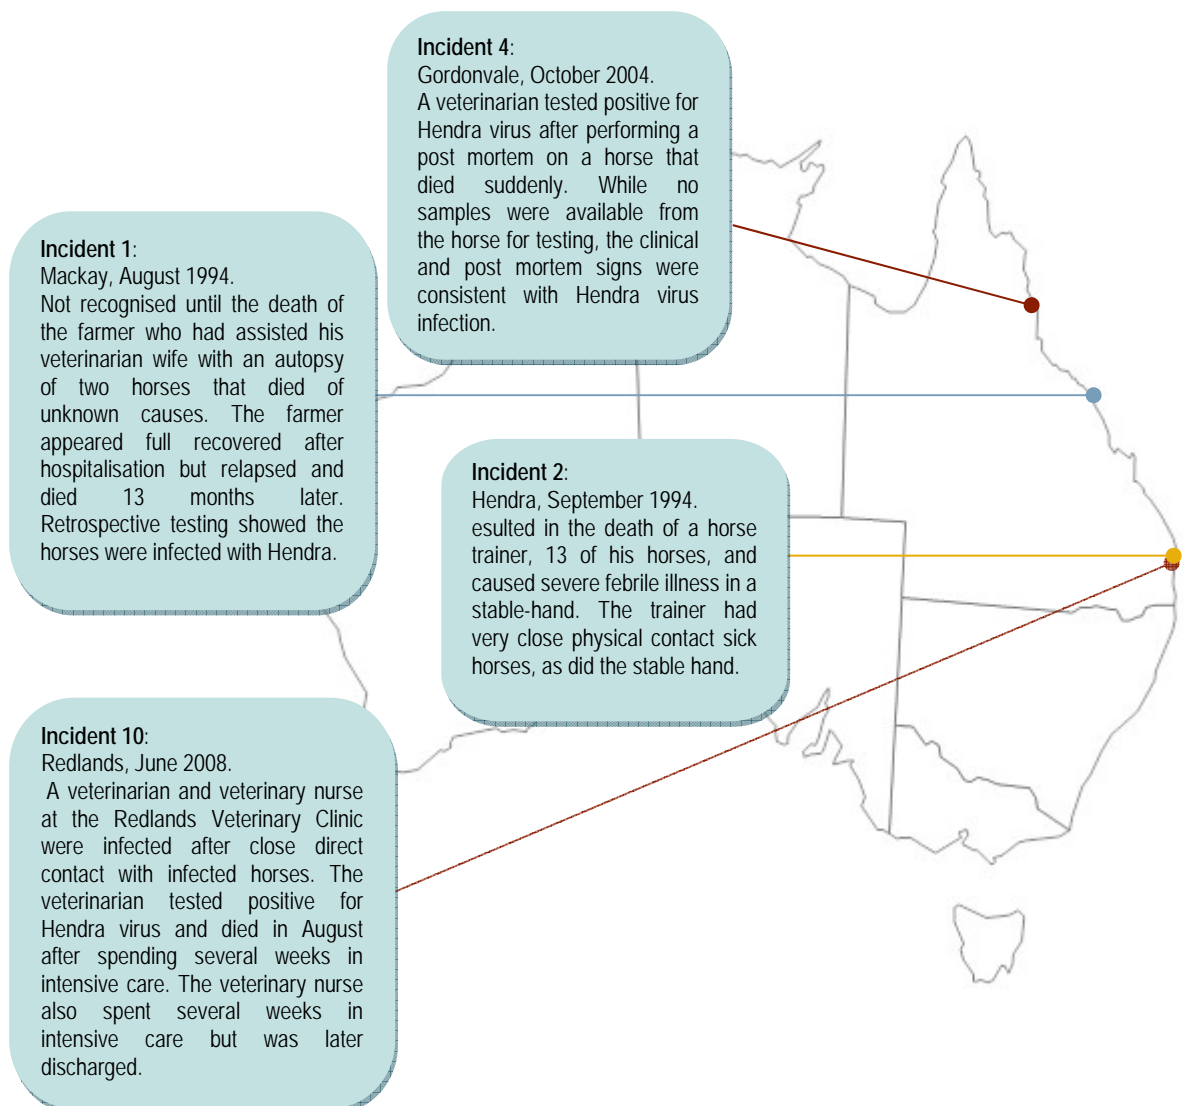 Incident 4:
Gordonvale, October 2004.
A veterinarian tested positive for
Hendra virus after performing a
post mortem on a horse that
died suddenly. While no
samples were available from
the horse for testing, the clinical
and post mortem signs were
consistent with Hendra virus
infection.
Incident 1:
Mackay, August 1994.
Not recognised until the death of
the farmer who had assisted his
veterinarian wife with an autopsy
of two horses that died of
unknown causes. The farmer
appeared full recovered after
hospitalisation but relapsed and
died 13 months later.
Retrospective testing showed the
horses were infected with Hendra.
Incident 2:
Hendra, September 1994.
esulted in the death of a horse
trainer, 13 of his horses, and
caused severe febrile illness in a
stable-hand. The trainer had
very close physical contact sick
horses, as did the stable hand.
Incident 10:
Redlands, June 2008.
A veterinarian and veterinary nurse
at the Redlands Veterinary Clinic
were infected after close direct
contact with infected horses. The
veterinarian tested positive for
Hendra virus and died in August
after spending several weeks in
intensive care. The veterinary nurse
also spent several weeks in
intensive care but was later
discharged.